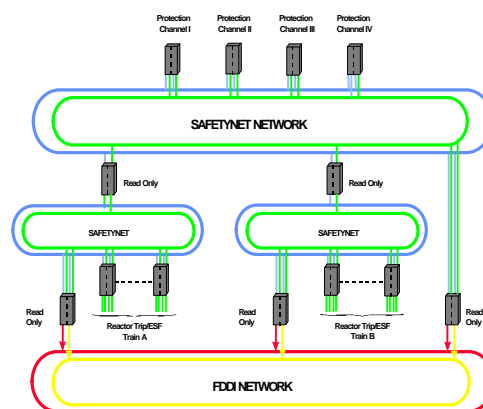 Protection
Channel I
Protection
Channel II
Protection
Channel III
Protection
Channel IV
SAFETYNET NETWORK
Read Only
Read Only
SAFETYNET
SAFETYNET
Read
Only
Reactor Trip/ESF
Train A
Read
Only
Reactor Trip/ESF
Train B
Read
Only
FDDI NETWORK